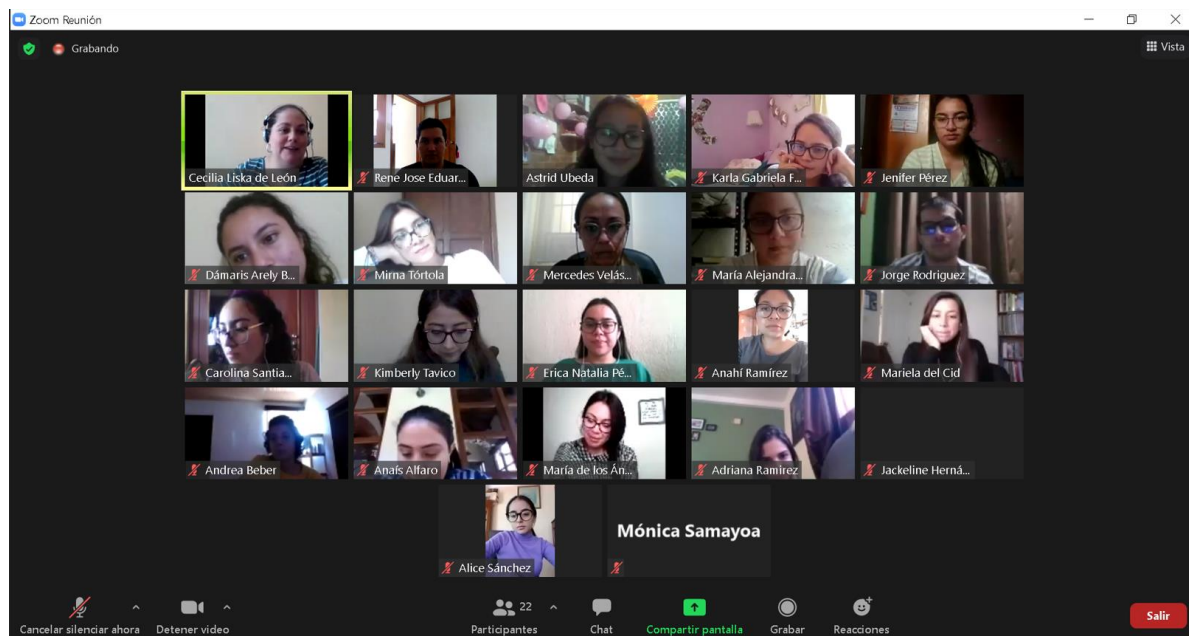 Zoom Reunión
Grabando
Vista
Cecilia Liska de León
Rene Jose Eduar...
Astrid Ubeda
Karla Gabriela F...
Jenifer Pérez
Dámaris Arely B...
Mirna Tórtola
Mercedes Velás...
María Alejandra...
Jorge Rodriguez
Carolina Santia...
Kimberly Tavico
Erica Natalia Pé...
Anahí Ramírez
Mariela del Cid
Andrea Beber
Anaís Alfaro
María de los Án...
Adriana Ramirez
Jackeline Herná...
Alice Sánchez
Mónica Samayoa
Cancelar silenciar ahora
Detener video
22
Participantes
Chat
Compartir pantalla
Grabar
Reacciones
Salir